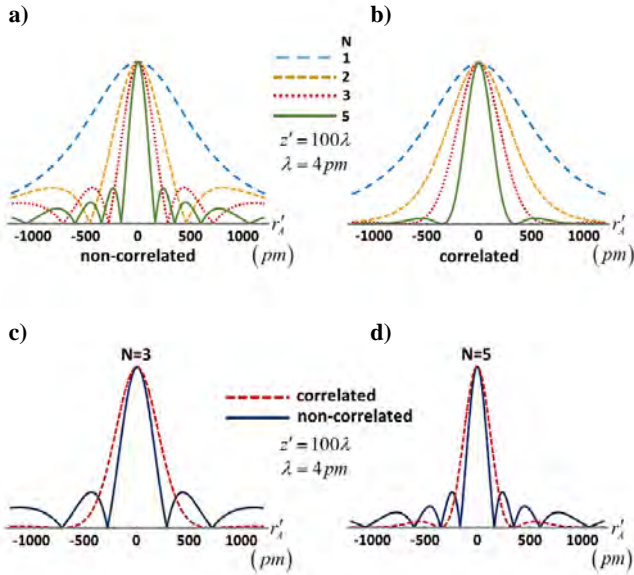 a)
b)
N
1
2
3
5
z′ = 100λ
λ = 4 pm
-1000 -500 0 500 1000 r′_A
non-correlated (pm)
-1000 -500 0 500 1000 r′_A
correlated (pm)
c)
d)
N=3
N=5
correlated
non-correlated
z′ = 100λ
λ = 4 pm
-1000 -500 0 500 1000 r′_A
(pm)
-1000 -500 0 500 1000 r′_A
(pm)